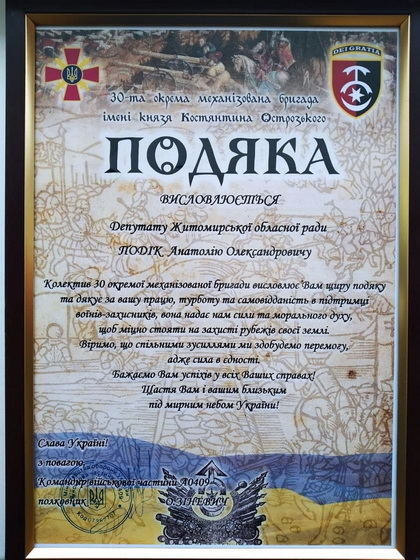 DEI GRATIA
30-та окрема механізована бригада
імені князя Костянтина Острозького
ПОДЯКА
ВИСЛОВЛЮЄТЬСЯ
Депутату Житомирської обласної ради
ПОДІК Анатолію Олександровичу
Колектив 30 окремої механізованої бригади висловлює Вам щиру подяку
та дякує за вашу працю, турботу та самовідданість в підтримці
воїнів-захисників, вона надає нам сили та морального духу,
щоб міцно стояти на захисті рубежів своєї землі.
Віримо, що спільними зусиллями ми здобудемо перемогу,
адже сила в єдності.
Бажаємо Вам успіхів у всіх Ваших справах!
Щастя Вам і вашим близьким
під мирним небом України!
Слава Україні!
з повагою,
Командир військової частини А0409
полковник О.ЗІНЕВИЧ